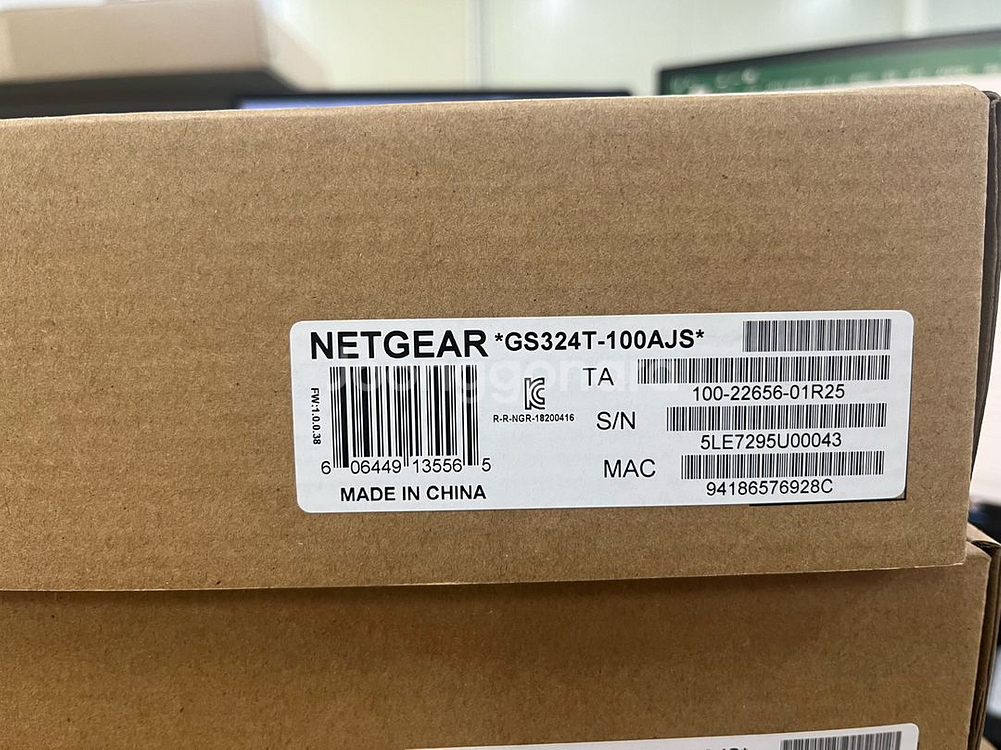 NETGEAR *GS324T-100AJS*
FW:1.0.0.38
6 06449 13556 5
MADE IN CHINA
R-R-NGR-18200416
TA
100-22656-01R25
S/N
5LE7295U00043
MAC
94186576928C